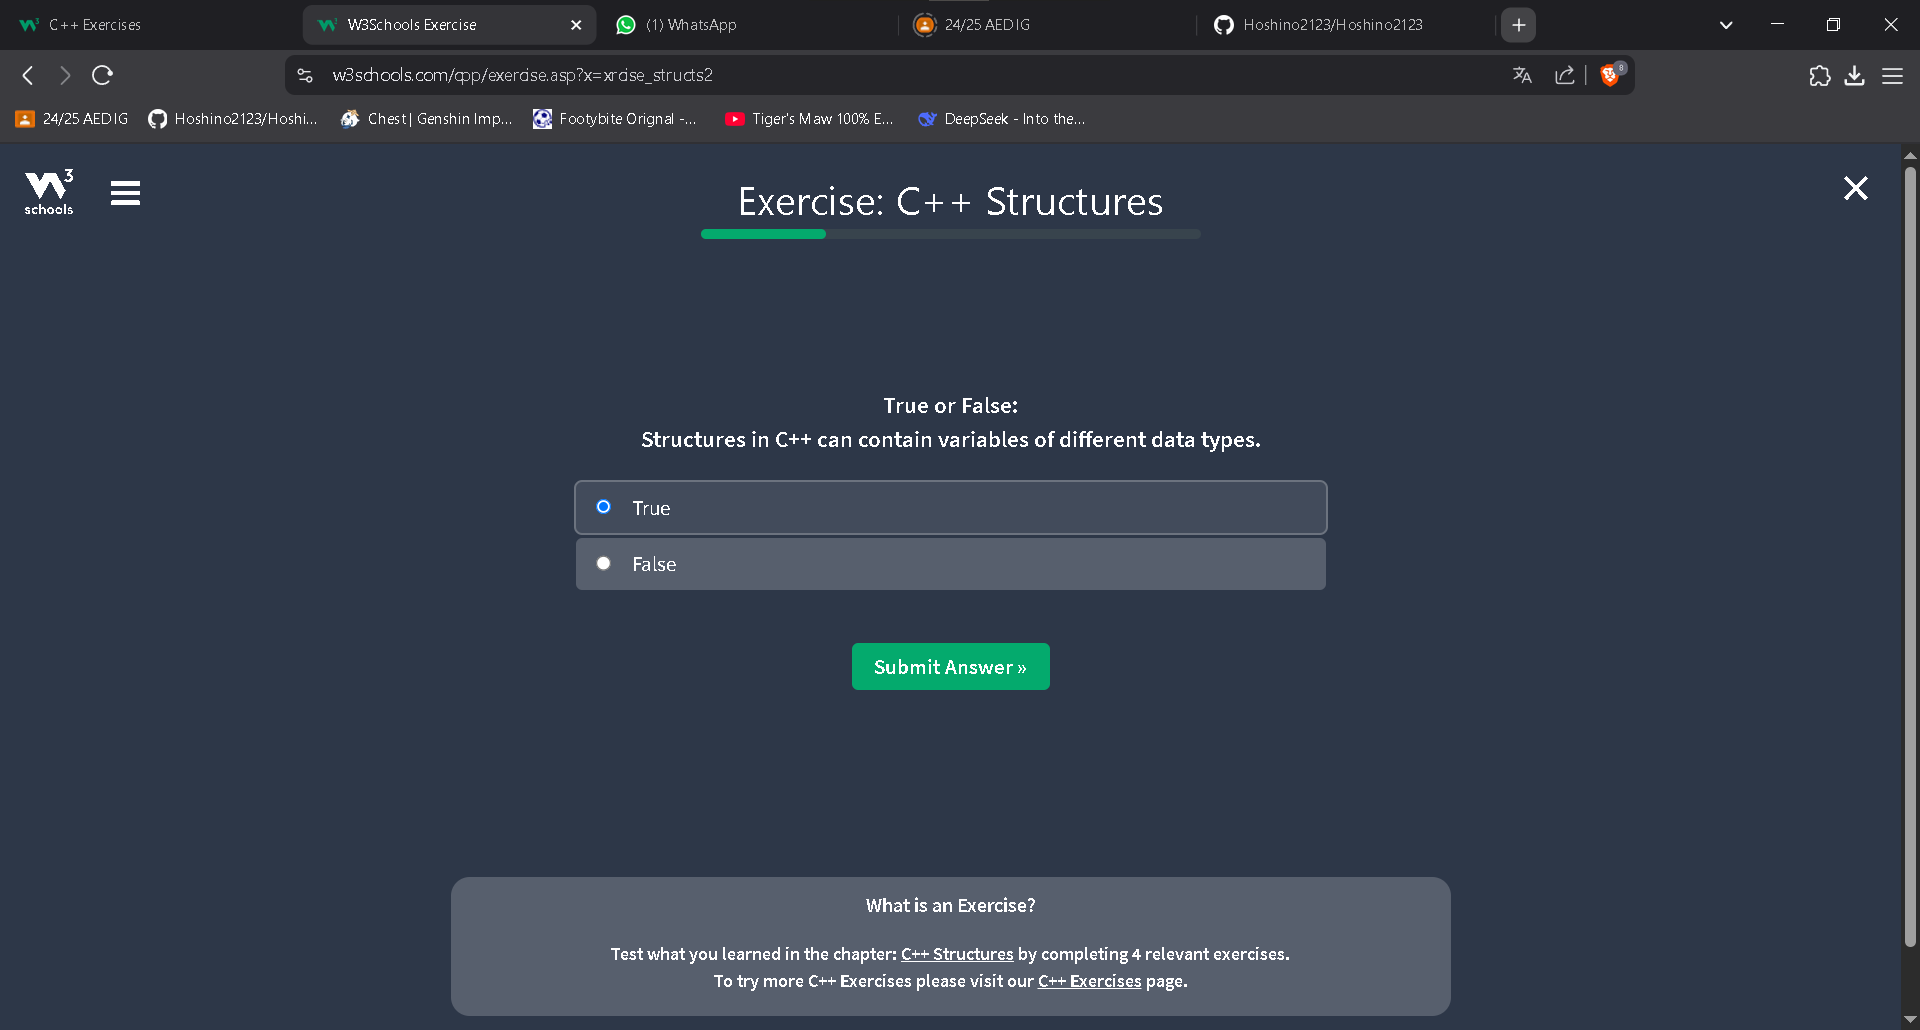 C++ Exercises
W3Schools Exercise
(1) WhatsApp
24/25 AEDIG
Hoshino2123/Hoshino2123
w3schools.com/cpp/exercise.asp?x=xrcise_structs2
24/25 AEDIG
Hoshino2123/Hoshi...
Chest | Genshin Imp...
Footybite Orignal -...
Tiger's Maw 100% E...
DeepSeek - Into the...
3
schools
Exercise: C++ Structures
True or False:
Structures in C++ can contain variables of different data types.
True
False
Submit Answer »
What is an Exercise?
Test what you learned in the chapter: C++ Structures by completing 4 relevant exercises.
To try more C++ Exercises please visit our C++ Exercises page.